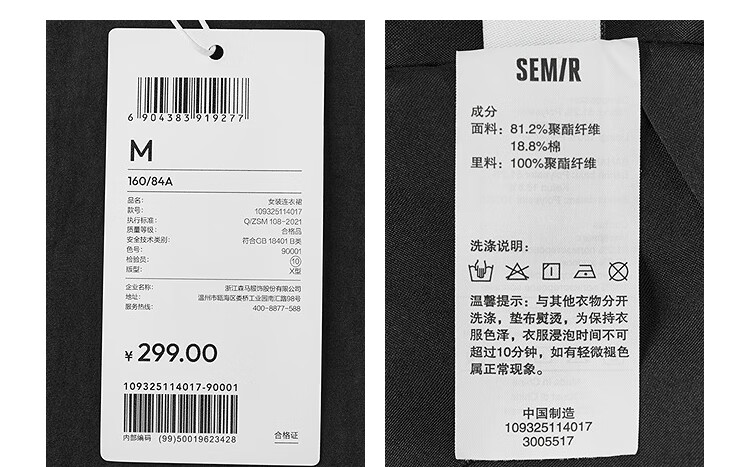 6 904383 919277
M
160/84A
品名: 女装连衣裙
款号: 109325114017
执行标准: Q/ZSM 108-2021
质量等级: 合格品
安全技术类别: 符合GB 18401 B类
色号: 90001
检验员: 10
版型: X型
企业名称: 浙江森马服饰股份有限公司
地址: 温州市瓯海区娄桥工业园南汇路98号
服务热线: 400-8877-588
¥ 299.00
109325114017-90001
内部编码 (99)50019623428
合格证
SEMIR
成分
面料: 81.2%聚酯纤维
18.8%棉
里料: 100%聚酯纤维
洗涤说明:
温馨提示: 与其他衣物分开
洗涤, 垫布熨烫, 为保持衣
服色泽, 衣服浸泡时间不可
超过10分钟, 如有轻微褪色
属正常现象。
中国制造
109325114017
3005517